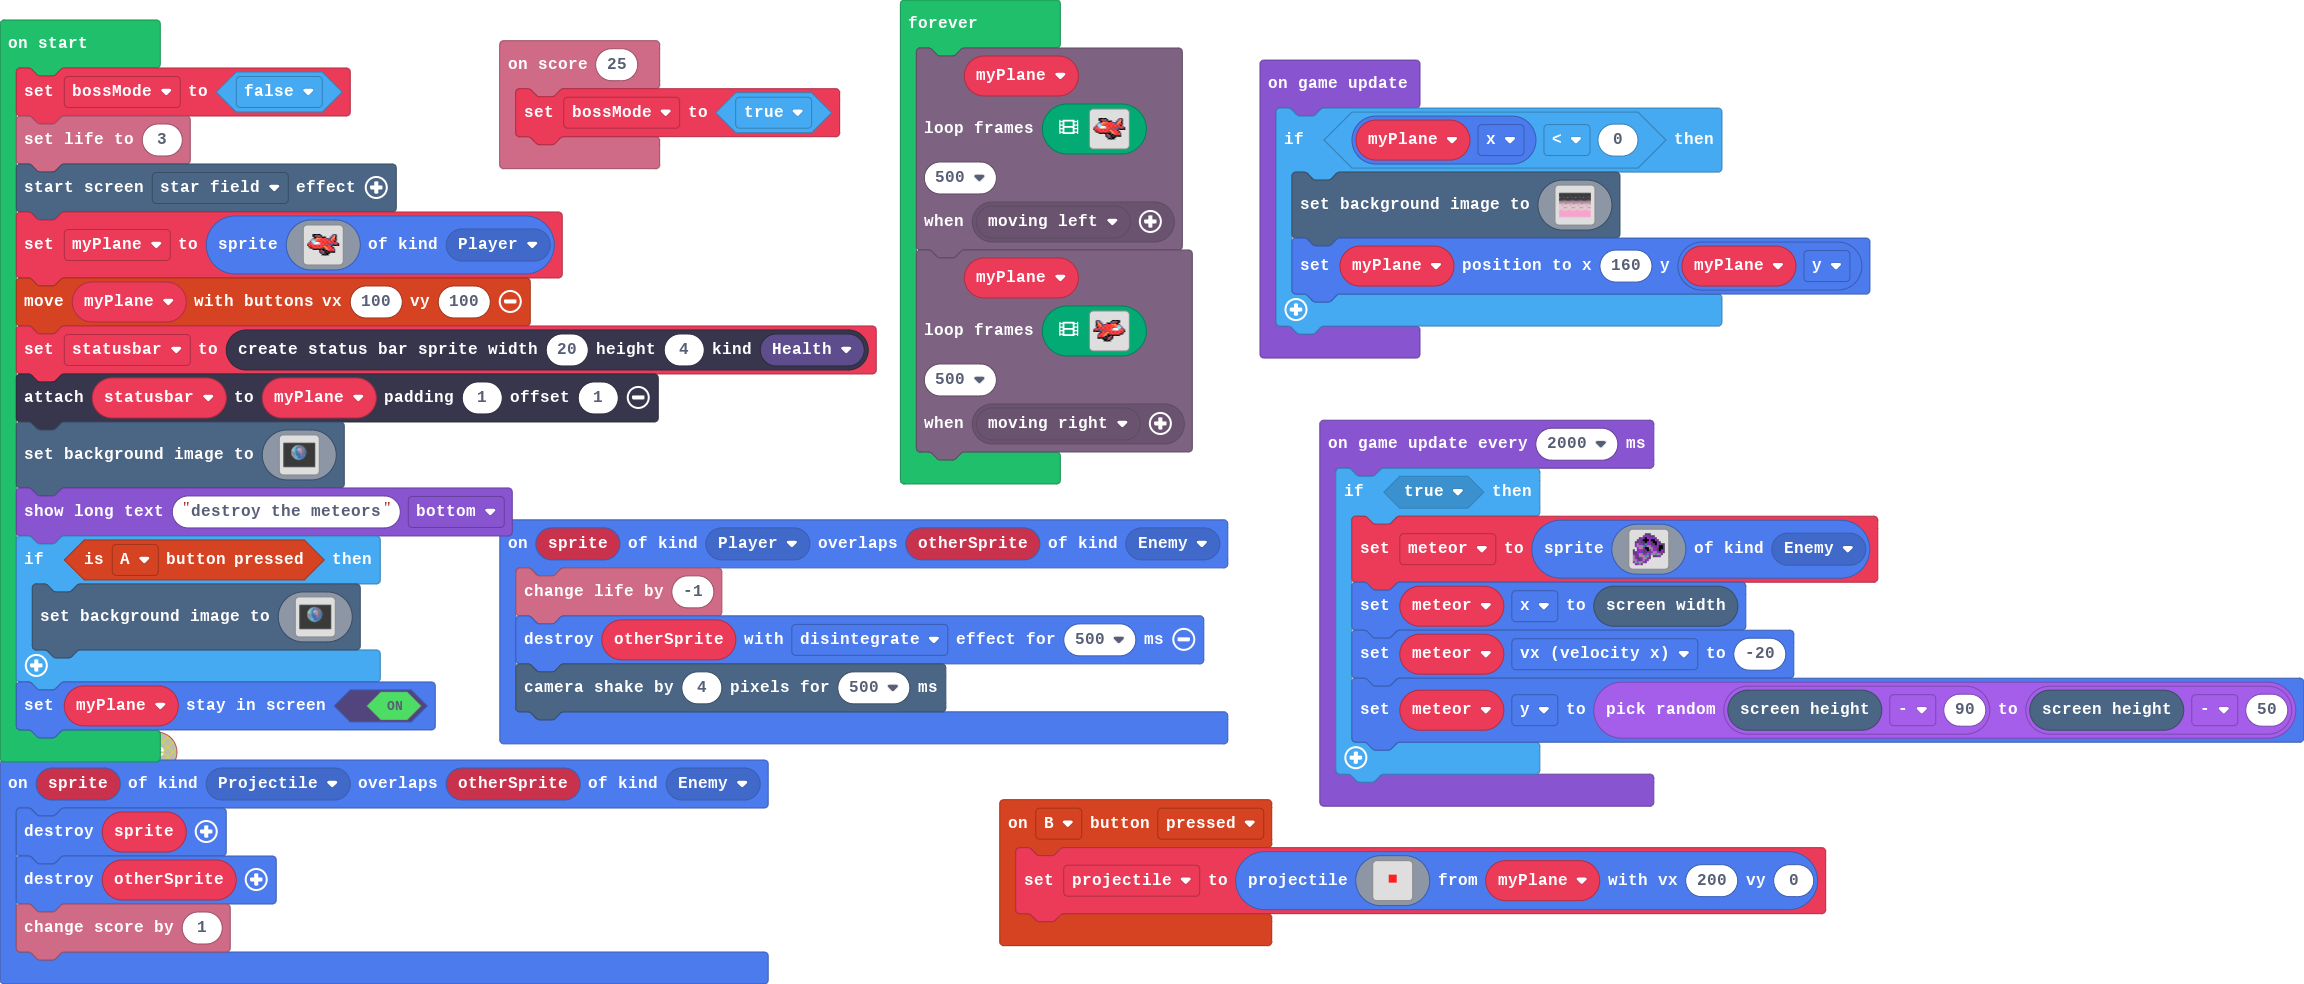 on start
set bossMode to false
set life to 3
start screen star field effect
set myPlane to sprite of kind Player
move myPlane with buttons vx 100 vy 100
set statusbar to create status bar sprite width 20 height 4 kind Health
attach statusbar to myPlane padding 1 offset 1
set background image to
show long text "destroy the meteors" bottom
if is A button pressed then
set background image to
set myPlane stay in screen ON
on score 25
set bossMode to true
forever
myPlane
loop frames
500
when moving left
myPlane
loop frames
500
when moving right
on game update
if myPlane x < 0 then
set background image to
set myPlane position to x 160 y myPlane y
on game update every 2000 ms
if true then
set meteor to sprite of kind Enemy
set meteor x to screen width
set meteor vx (velocity x) to -20
set meteor y to pick random screen height - 90 to screen height - 50
on sprite of kind Player overlaps otherSprite of kind Enemy
change life by -1
destroy otherSprite with disintegrate effect for 500 ms
camera shake by 4 pixels for 500 ms
on sprite of kind Projectile overlaps otherSprite of kind Enemy
destroy sprite
destroy otherSprite
change score by 1
on B button pressed
set projectile to projectile from myPlane with vx 200 vy 0